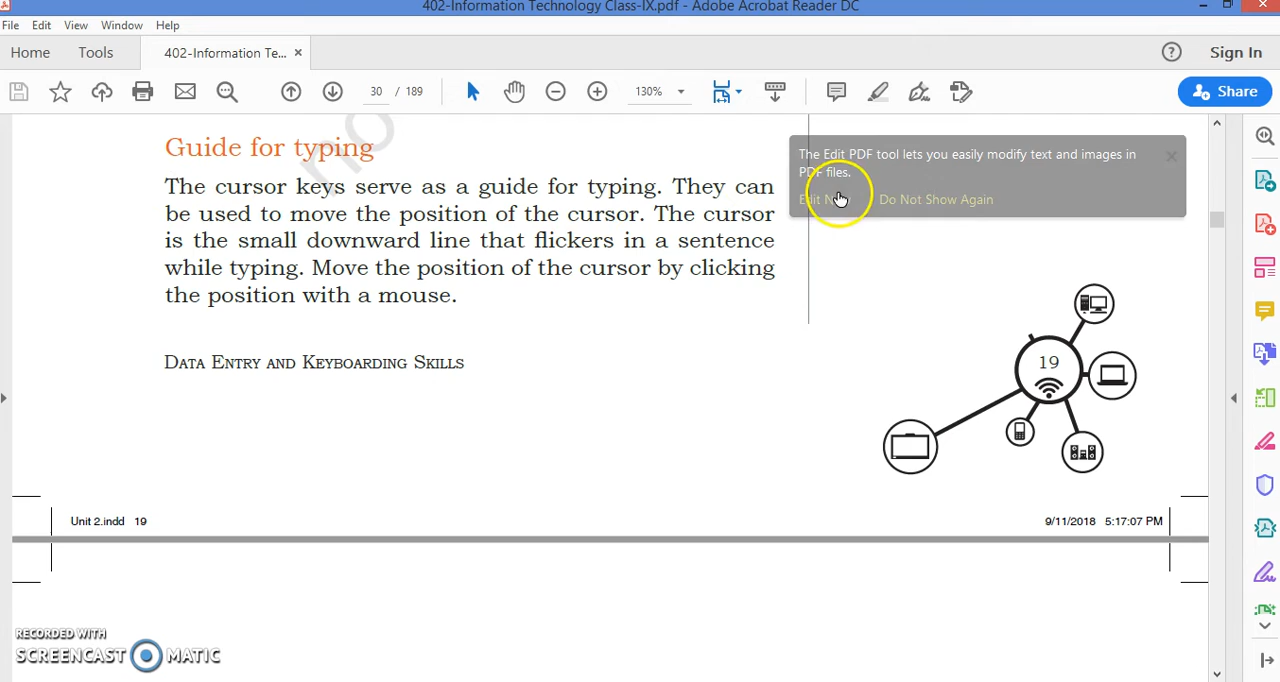 402-Information Technology Class-IX.pdf - Adobe Acrobat Reader DC
File Edit View Window Help
Home Tools 402-Information Te... × Sign In
30 / 189 130% Share
no
Guide for typing
The cursor keys serve as a guide for typing. They can
be used to move the position of the cursor. The cursor
is the small downward line that flickers in a sentence
while typing. Move the position of the cursor by clicking
the position with a mouse.
The Edit PDF tool lets you easily modify text and images in
PDF files.
Edit Do Not Show Again
19
DATA ENTRY AND KEYBOARDING SKILLS
Unit 2.indd 19 9/11/2018 5:17:07 PM
RECORDED WITH
SCREENCAST MATIC